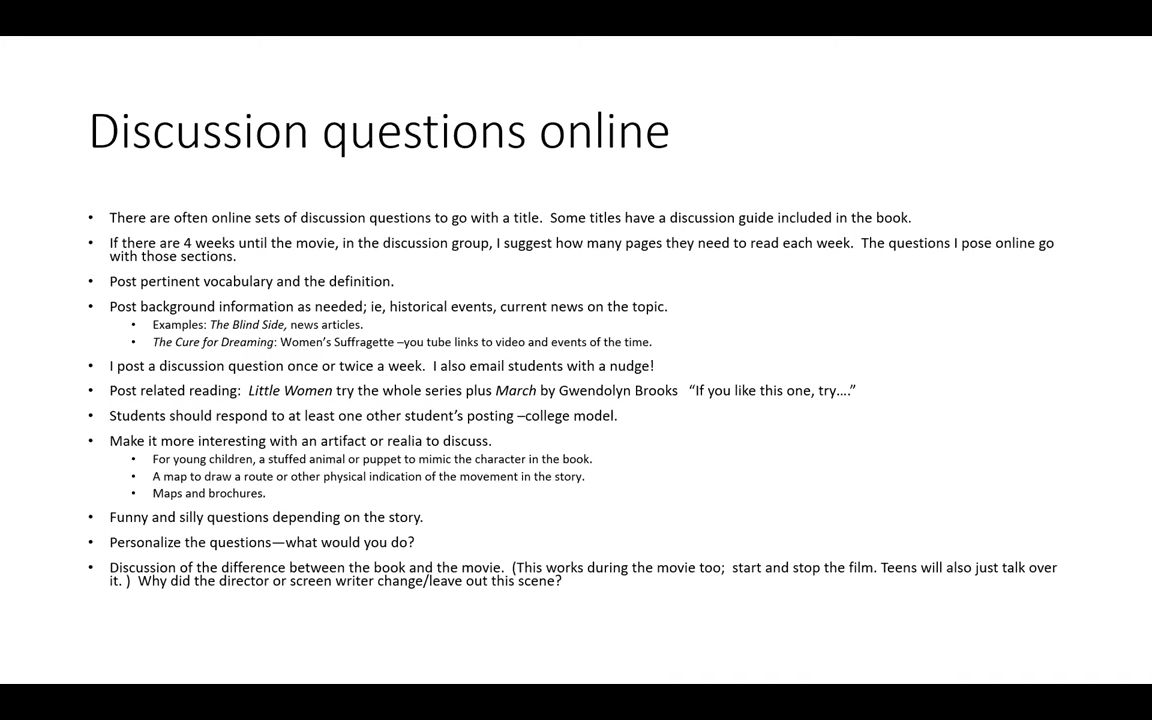 Discussion questions online
• There are often online sets of discussion questions to go with a title.  Some titles have a discussion guide included in the book.
• If there are 4 weeks until the movie, in the discussion group, I suggest how many pages they need to read each week.  The questions I pose online go
with those sections.
• Post pertinent vocabulary and the definition.
• Post background information as needed; ie, historical events, current news on the topic.
• Examples: The Blind Side, news articles.
• The Cure for Dreaming: Women's Suffragette –you tube links to video and events of the time.
• I post a discussion question once or twice a week.  I also email students with a nudge!
• Post related reading:  Little Women try the whole series plus March by Gwendolyn Brooks   “If you like this one, try….”
• Students should respond to at least one other student's posting –college model.
• Make it more interesting with an artifact or realia to discuss.
• For young children, a stuffed animal or puppet to mimic the character in the book.
• A map to draw a route or other physical indication of the movement in the story.
• Maps and brochures.
• Funny and silly questions depending on the story.
• Personalize the questions—what would you do?
• Discussion of the difference between the book and the movie.  (This works during the movie too;  start and stop the film. Teens will also just talk over
it. )  Why did the director or screen writer change/leave out this scene?